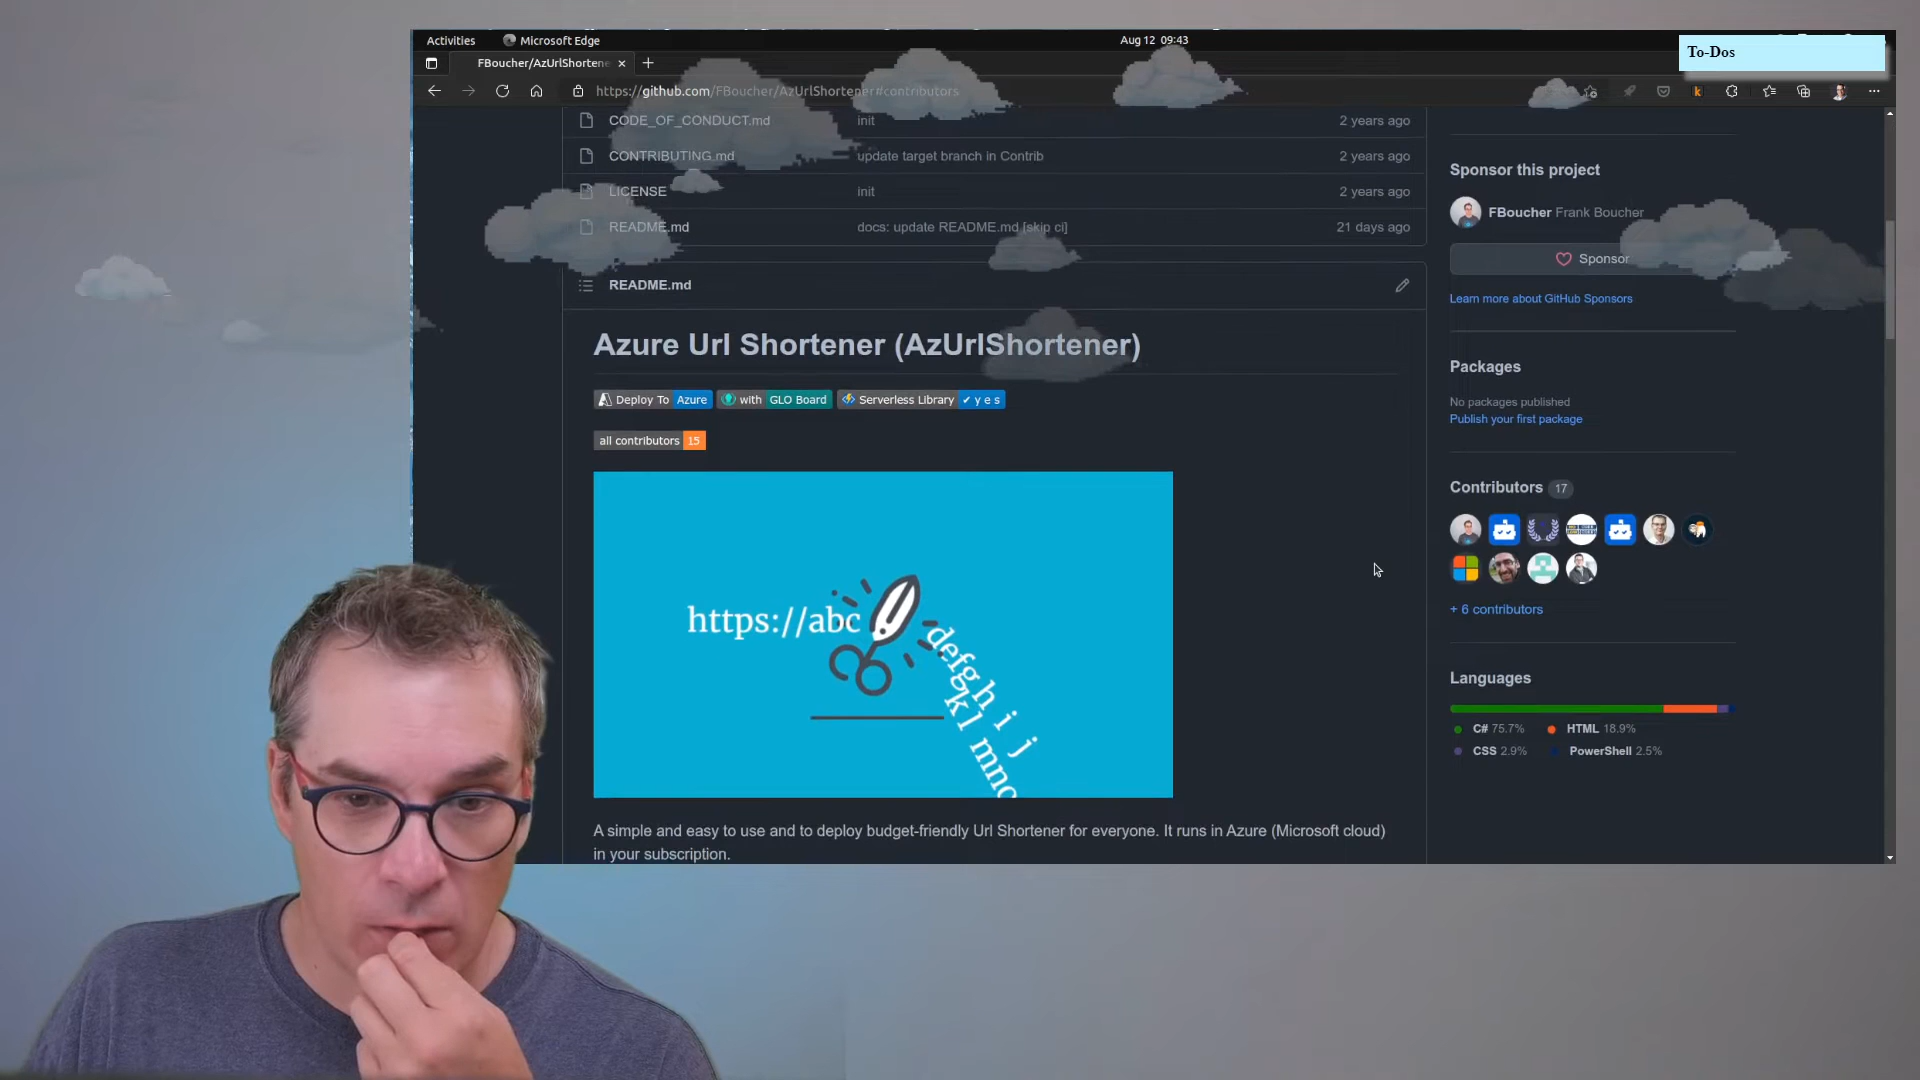 Activities Microsoft Edge Aug 12 09:43
To-Dos
FBoucher/AzUrlShortene
https://github.com/FBoucher/AzUrlShortener#contributors
CODE_OF_CONDUCT.md init 2 years ago
CONTRIBUTING.md update target branch in Contrib 2 years ago
LICENSE init 2 years ago
README.md docs: update README.md [skip ci] 21 days ago
README.md
Azure Url Shortener (AzUrlShortener)
Deploy To Azure with GLO Board Serverless Library ✓ y e s
all contributors 15
https://abc
defg h i j
kl mno
A simple and easy to use and to deploy budget-friendly Url Shortener for everyone. It runs in Azure (Microsoft cloud)
in your subscription.
Sponsor this project
FBoucher Frank Boucher
Sponsor
Learn more about GitHub Sponsors
Packages
No packages published
Publish your first package
Contributors 17
+ 6 contributors
Languages
C# 75.7% HTML 18.9%
CSS 2.9% PowerShell 2.5%